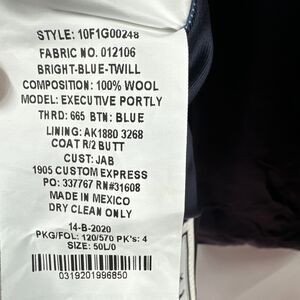 STYLE: 10F1G00248
FABRIC NO. 012106
BRIGHT-BLUE-TWILL
COMPOSITION: 100% WOOL
MODEL: EXECUTIVE PORTLY
THRD: 665 BTN: BLUE
LINING: AK1880 3268
COAT R/2 BUTT
CUST: JAB
1905 CUSTOM EXPRESS
PO: 337767 RN#31608
MADE IN MEXICO
DRY CLEAN ONLY
14-B-2020
PKG/FOL: 120/570 PK's: 4
SIZE: 50L/0
0319201996850